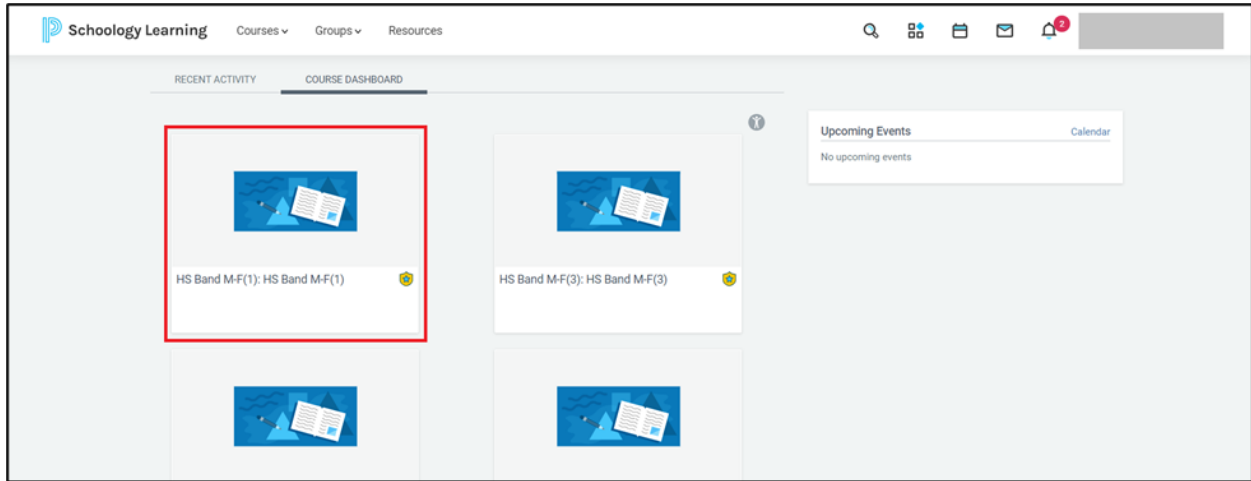 Schoology Learning Courses Groups Resources 2
RECENT ACTIVITY COURSE DASHBOARD
Upcoming Events Calendar
No upcoming events
HS Band M-F(1): HS Band M-F(1)
HS Band M-F(3): HS Band M-F(3)